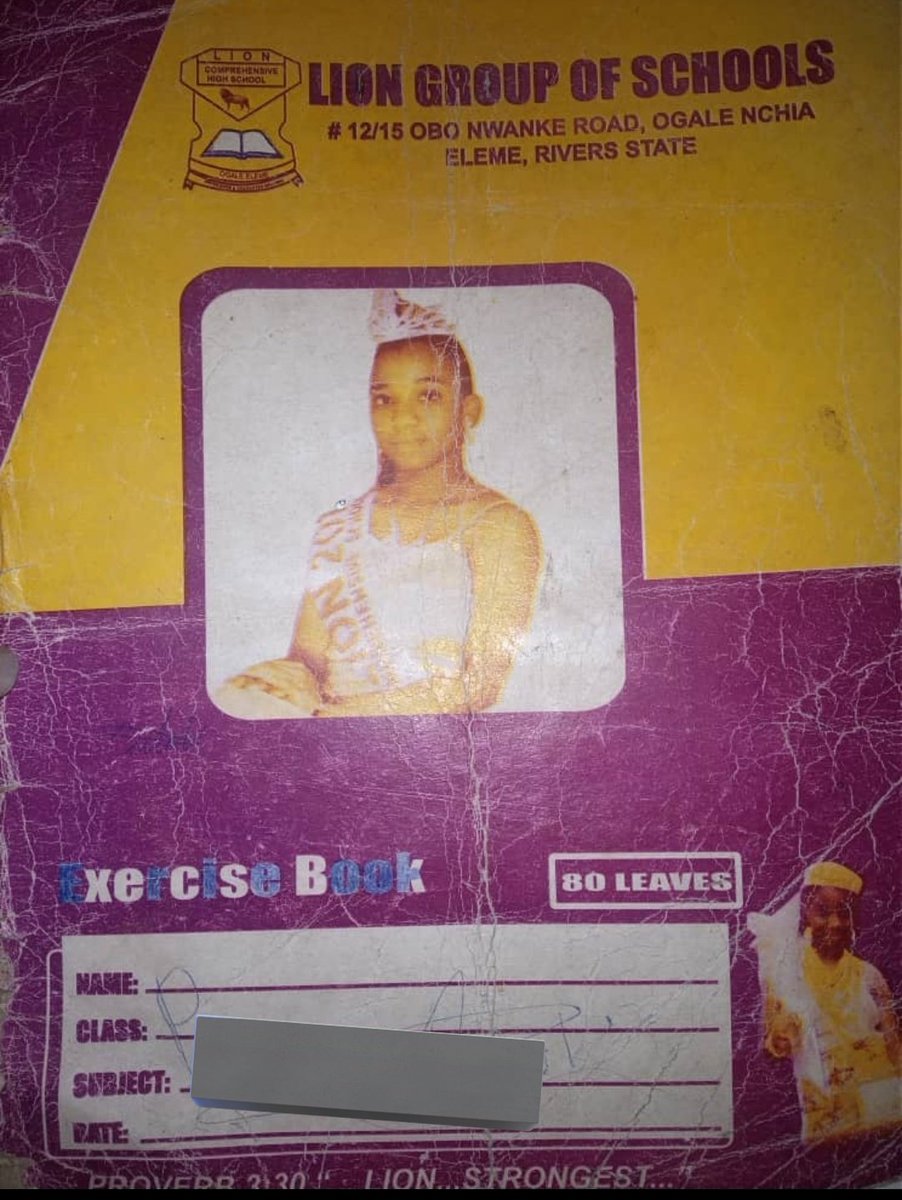 LION
COMPREHENSIVE
HIGH SCHOOL
OGALE ELEME
LION GROUP OF SCHOOLS
# 12/15 OBO NWANKE ROAD, OGALE NCHIA
ELEME, RIVERS STATE
Exercise Book
80 LEAVES
NAME:
CLASS:
SUBJECT:
DATE:
LION...STRONGEST..."